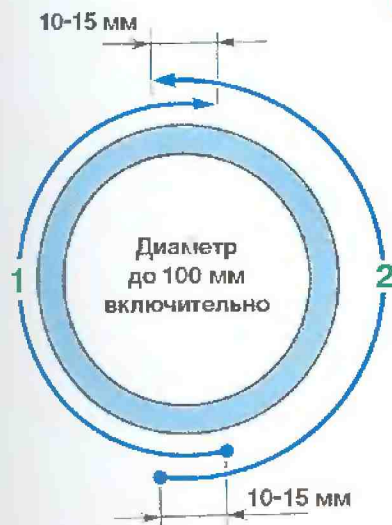 10-15 мм
Диаметр
до 100 мм
включительно
1
2
10-15 мм